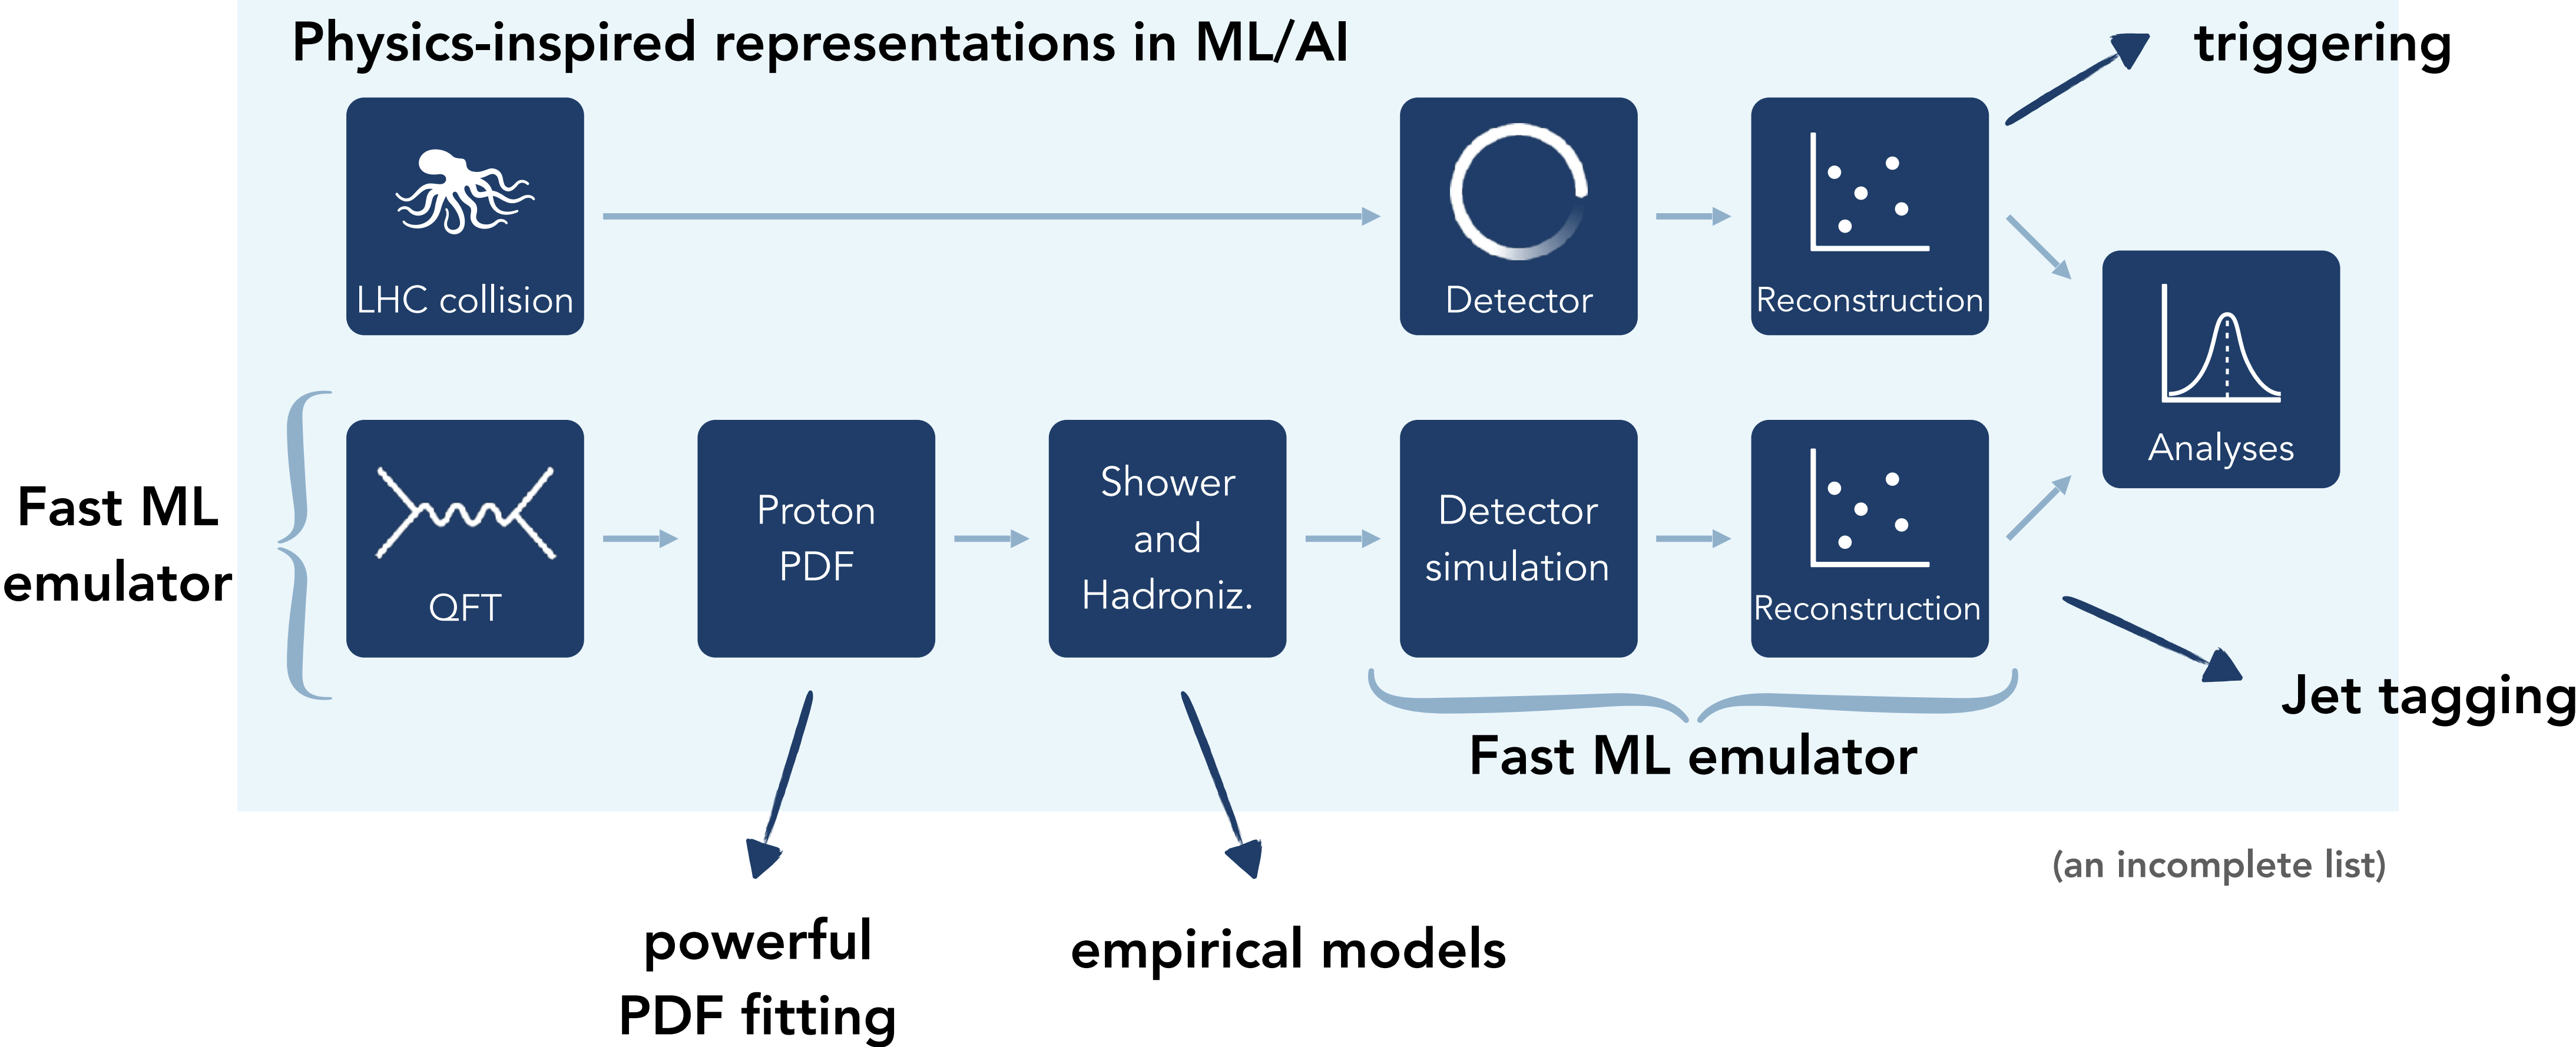 Physics-inspired representations in ML/AI
triggering
LHC collision
Detector
Reconstruction
Analyses
Fast ML
emulator
QFT
Proton
PDF
Shower
and
Hadroniz.
Detector
simulation
Reconstruction
Jet tagging
Fast ML emulator
(an incomplete list)
powerful
PDF fitting
empirical models